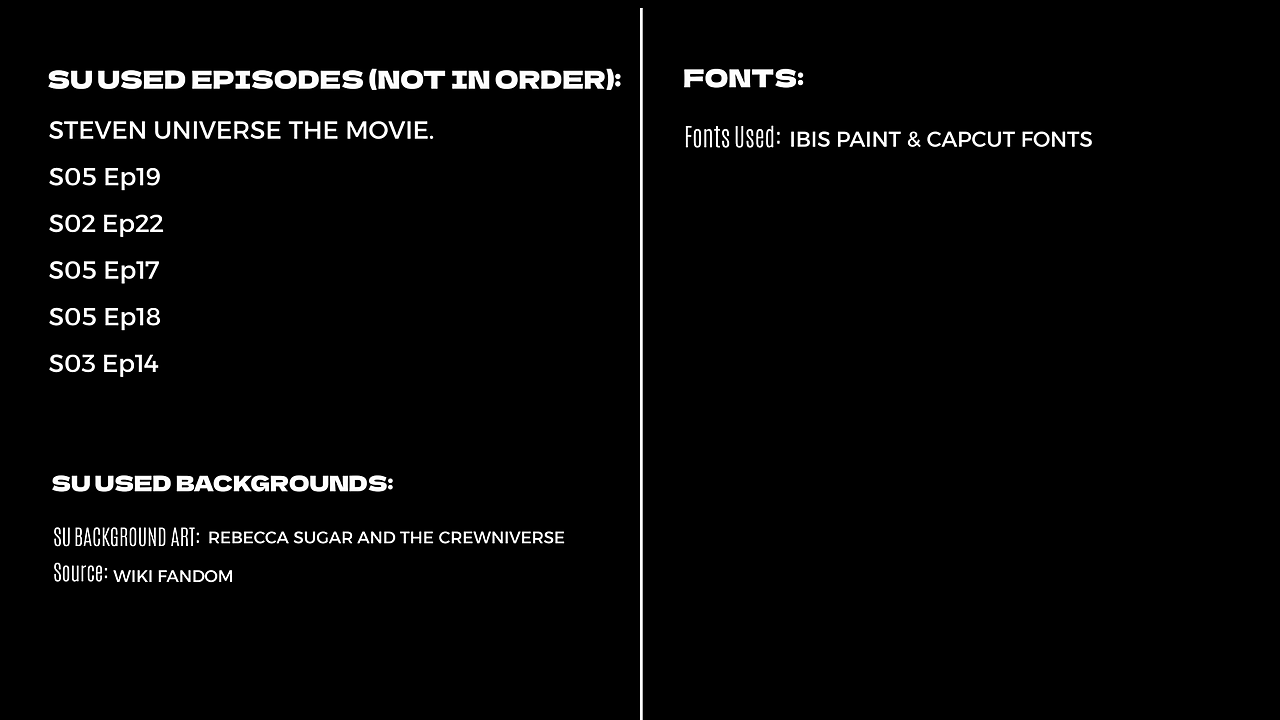 SU USED EPISODES (NOT IN ORDER):
STEVEN UNIVERSE THE MOVIE.
S05 Ep19
S02 Ep22
S05 Ep17
S05 Ep18
S03 Ep14
SU USED BACKGROUNDS:
SU BACKGROUND ART: REBECCA SUGAR AND THE CREWNIVERSE
Source: WIKI FANDOM
FONTS:
Fonts Used: IBIS PAINT & CAPCUT FONTS